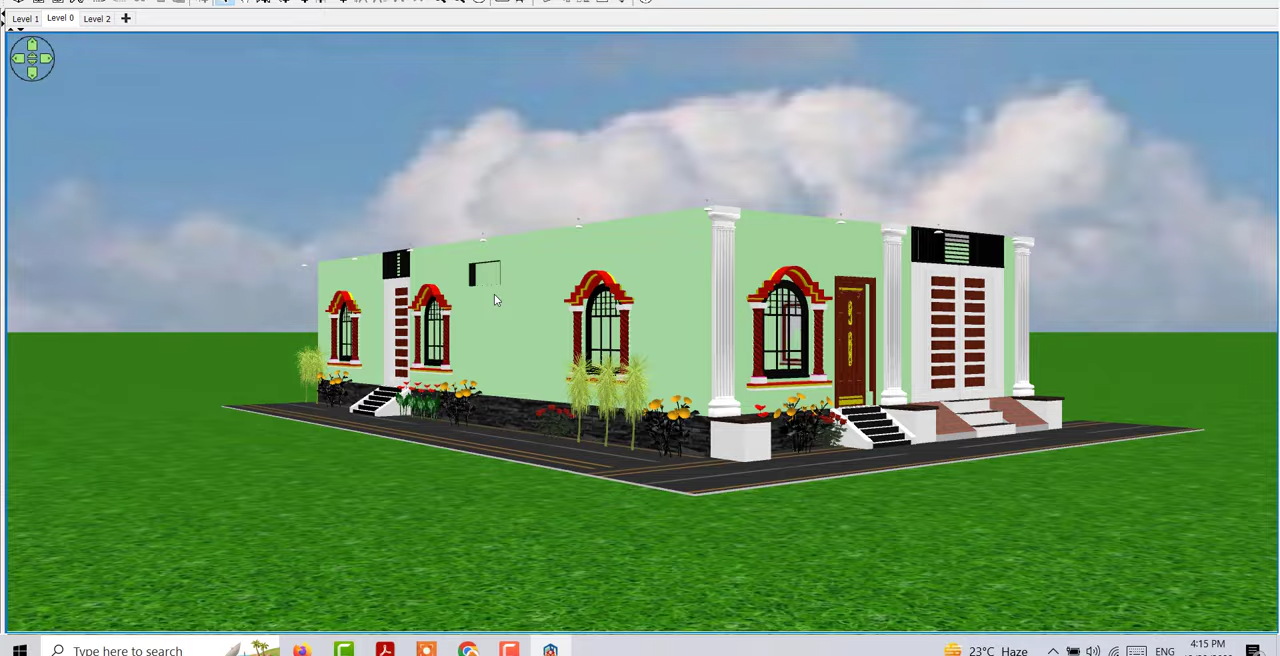 Level 1 Level 0 Level 2
Type here to search
23°C Haze
ENG
4:15 PM